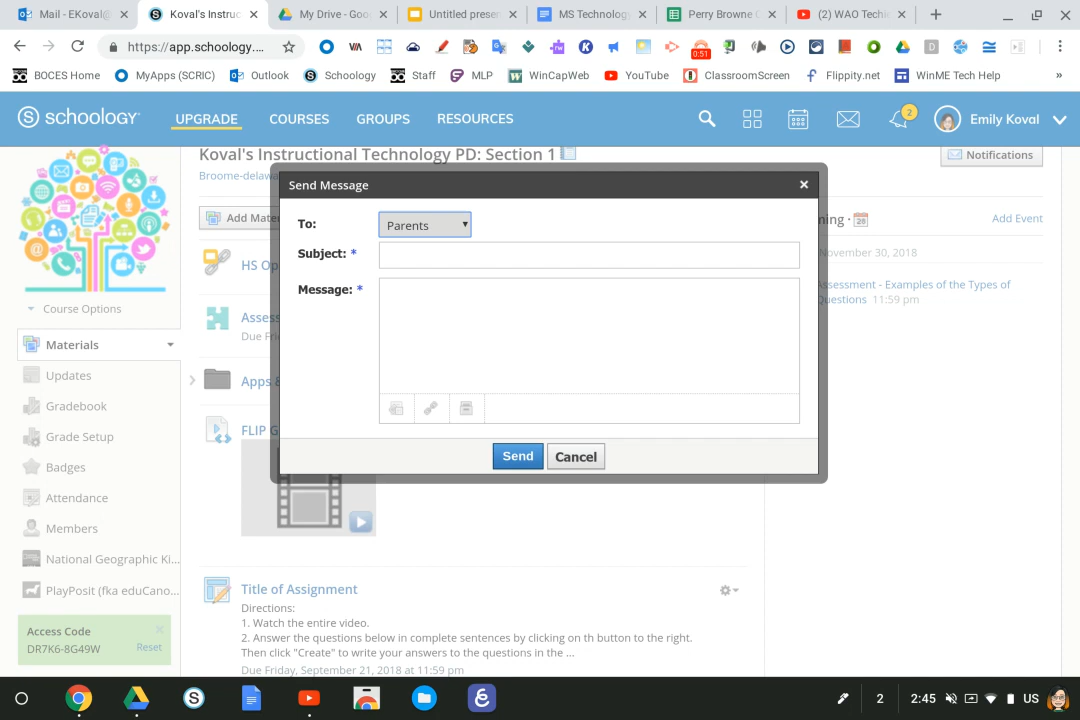 Mail - EKoval@
Koval's Instruc
My Drive - Goo
Untitled presen
MS Technology
Perry Browne
(2) WAO Techi
https://app.schoology....
0:51
BOCES Home
MyApps (SCRIC)
Outlook
Schoology
Staff
MLP
WinCapWeb
YouTube
ClassroomScreen
Flippity.net
WinME Tech Help
»
S schoology
UPGRADE
COURSES
GROUPS
RESOURCES
2
Emily Koval
Koval's Instructional Technology PD: Section 1
Notifications
Broome-delawa
Add Mater
Send Message
To:
Parents
Subject: *
Message: *
Send
Cancel
ming ·
28
Add Event
November 30, 2018
Assessment - Examples of the Types of
Questions 11:59 pm
HS Op
Assess
Due Fri
Apps &
FLIP G
Course Options
Materials
Updates
Gradebook
Grade Setup
Badges
Attendance
Members
National Geographic Ki...
PlayPosit (fka eduCano...
Access Code
DR7K6-8G49W
Reset
Title of Assignment
Directions:
1. Watch the entire video.
2. Answer the questions below in complete sentences by clicking on th button to the right.
Then click "Create" to write your answers to the questions in the ...
Due Friday, September 21, 2018 at 11:59 pm
2
2:45
US